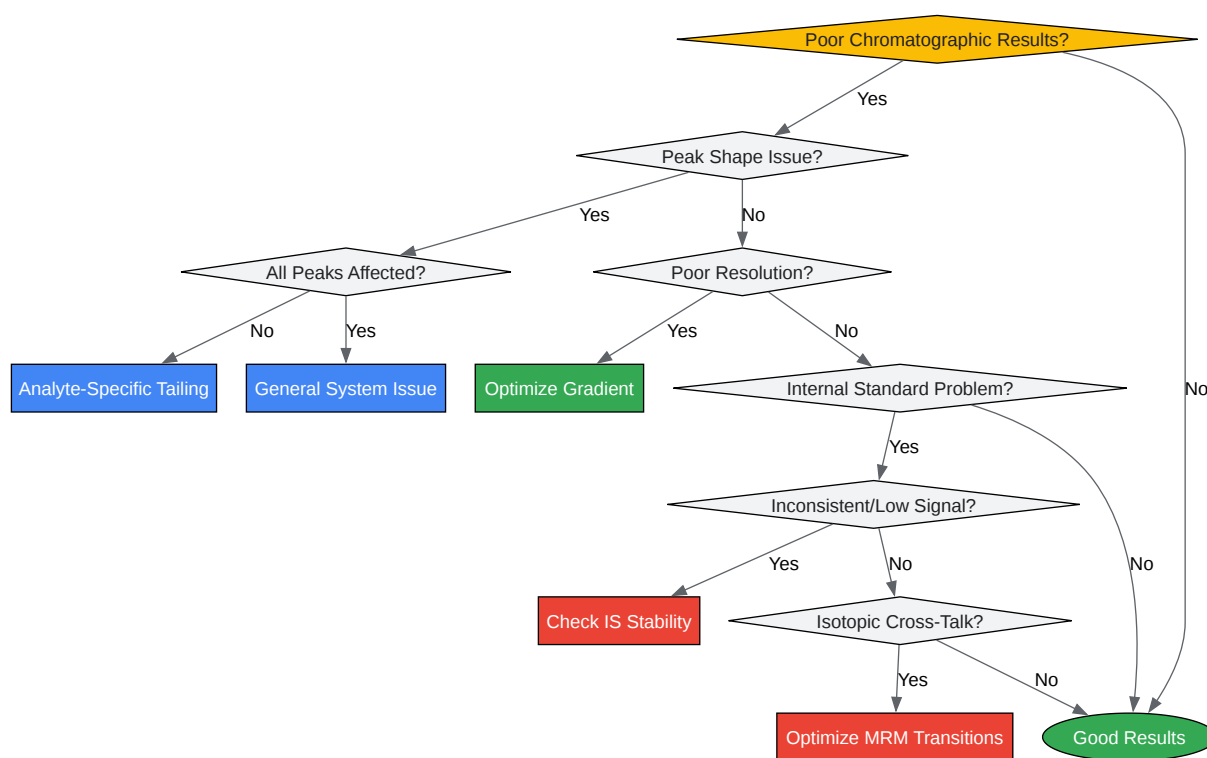 Poor Chromatographic Results?
Yes
Peak Shape Issue?
Yes
No
All Peaks Affected?
Poor Resolution?
No
Yes
Yes
No
Analyte-Specific Tailing
General System Issue
Optimize Gradient
Internal Standard Problem?
No
Yes
Inconsistent/Low Signal?
Yes
No
No
Check IS Stability
Isotopic Cross-Talk?
Yes
No
Optimize MRM Transitions
Good Results